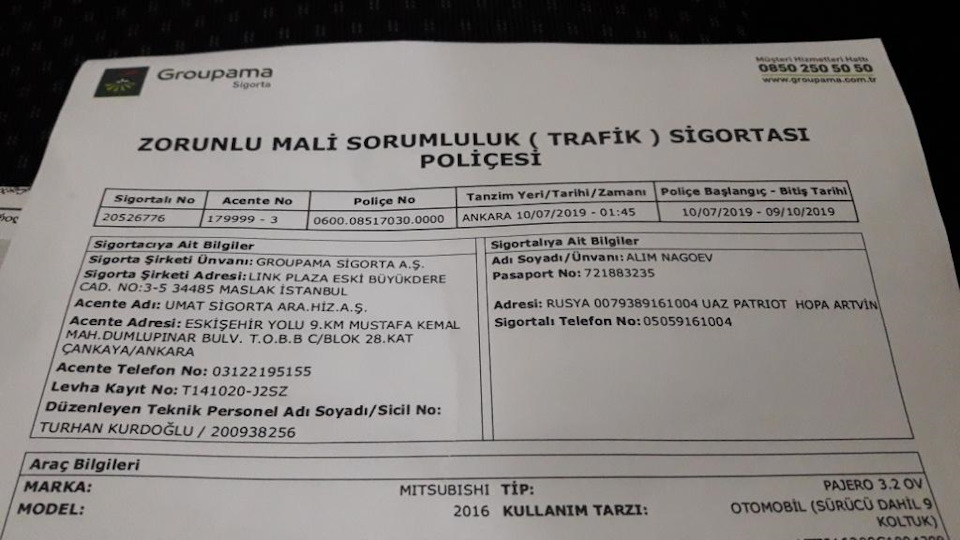 Groupama
Sigorta
Müşteri Hizmetleri Hattı
0850 250 50 50
www.groupama.com.tr
ZORUNLU MALİ SORUMLULUK ( TRAFİK ) SİGORTASI
POLİÇESİ
Sigortalı No Acente No Poliçe No Tanzim Yeri/Tarihi/Zamanı Poliçe Başlangıç - Bitiş Tarihi
20526776 179999 - 3 0600.08517030.0000 ANKARA 10/07/2019 - 01:45 10/07/2019 - 09/10/2019
Sigortacıya Ait Bilgiler
Sigorta Şirketi Ünvanı: GROUPAMA SİGORTA A.Ş.
Sigorta Şirketi Adresi: LINK PLAZA ESKİ BÜYÜKDERE
CAD. NO:3-5 34485 MASLAK İSTANBUL
Acente Adı: UMAT SİGORTA ARA.HİZ.A.Ş.
Acente Adresi: ESKİŞEHİR YOLU 9.KM MUSTAFA KEMAL
MAH.DUMLUPINAR BULV. T.O.B.B C/BLOK 28.KAT
ÇANKAYA/ANKARA
Acente Telefon No: 03122195155
Levha Kayıt No: T141020-J2SZ
Düzenleyen Teknik Personel Adı Soyadı/Sicil No:
TURHAN KURDOĞLU / 200938256
Sigortalıya Ait Bilgiler
Adı Soyadı/Ünvanı: ALIM NAGOEV
Pasaport No: 721883235
Adresi: RUSYA 0079389161004 UAZ PATRIOT HOPA ARTVİN
Sigortalı Telefon No: 05059161004
Araç Bilgileri
MARKA: MITSUBISHI TİP: PAJERO 3.2 OV
MODEL: 2016 KULLANIM TARZI: OTOMOBİL (SÜRÜCÜ DAHİL 9
KOLTUK)